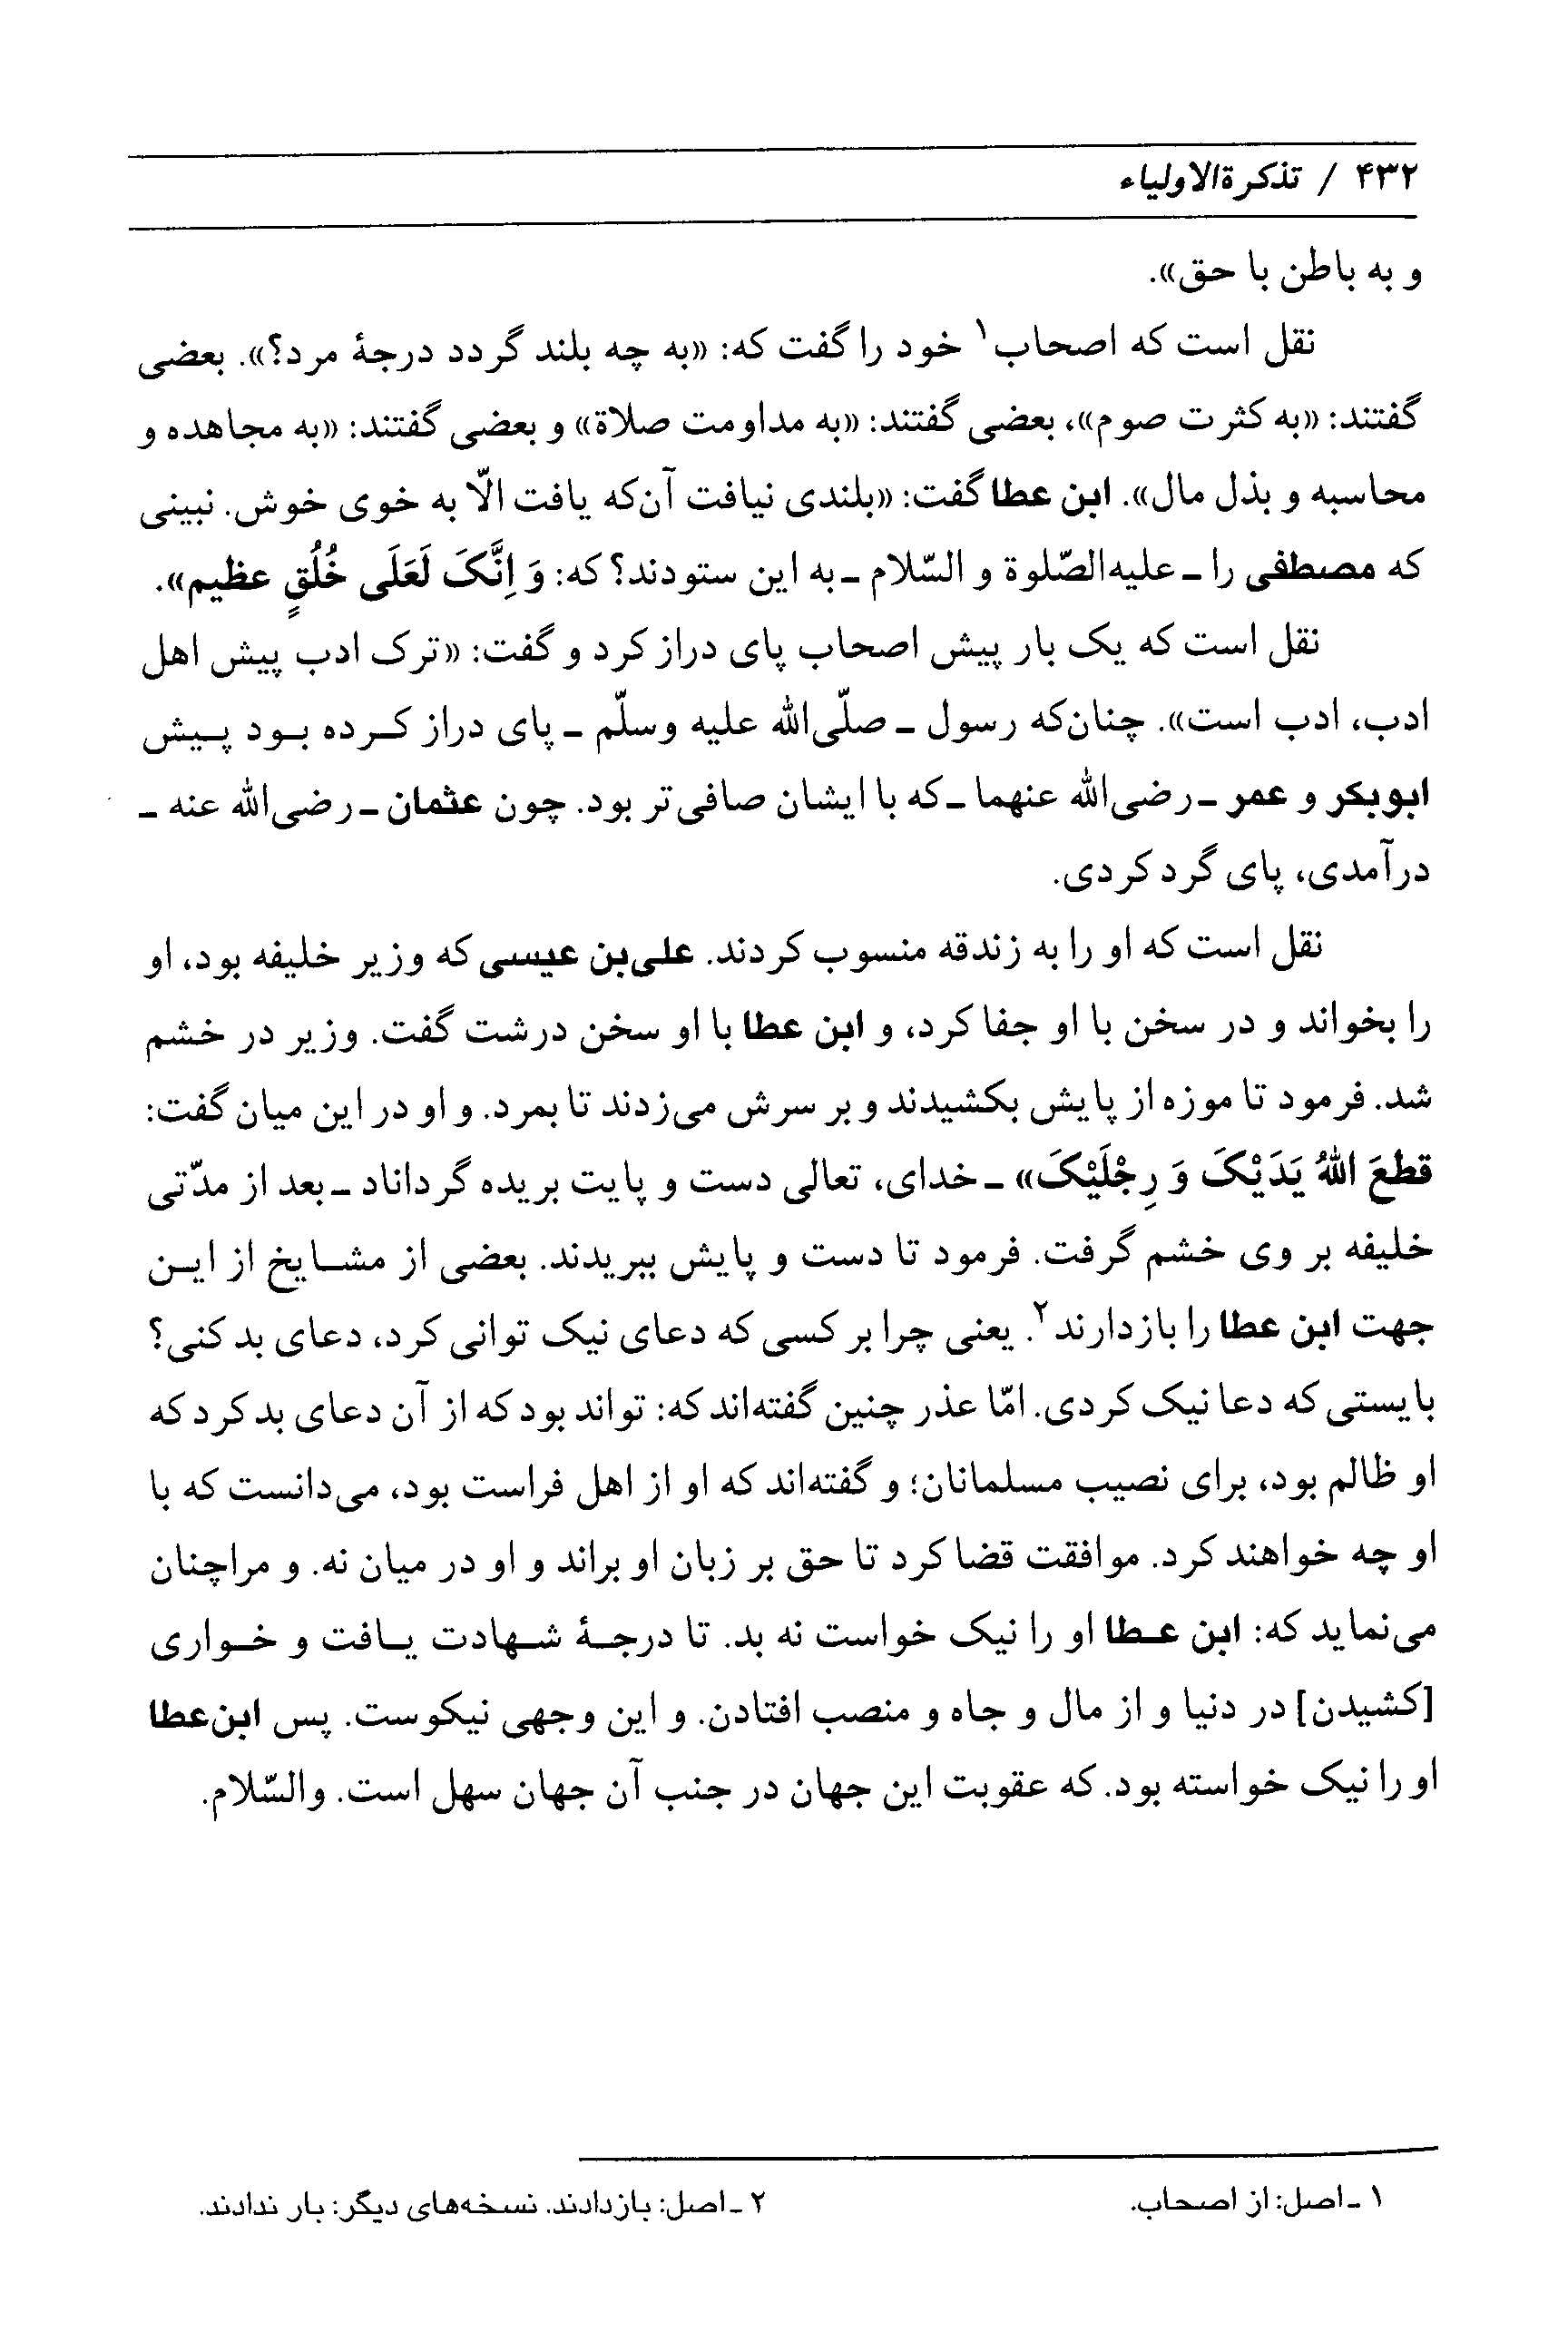 ۴۳۲ / تذکرةالاولیاء
و به باطن با حق».
نقل است که اصحاب۱ خود را گفت که: «به چه بلند گردد درجهٔ مرد؟». بعضی
گفتند: «به کثرت صوم»، بعضی گفتند: «به مداومت صلاة» و بعضی گفتند: «به مجاهده و
محاسبه و بذل مال». ابن عطا گفت: «بلندی نیافت آن‌که یافت الّا به خوی خوش. نبینی
که مصطفی را ـ علیه‌الصّلوة و السّلام ـ به این ستودند؟ که: وَ اِنَّکَ لَعَلَی خُلُقٍ عظیم».
نقل است که یک بار پیش اصحاب پای دراز کرد و گفت: «ترک ادب پیش اهل
ادب، ادب است». چنان‌که رسول ـ صلّی‌الله علیه وسلّم ـ پای دراز کرده بود پیش
ابوبکر و عمر ـ رضی‌الله عنهما ـ که با ایشان صافی‌تر بود. چون عثمان ـ رضی‌الله عنه ـ
درآمدی، پای گرد کردی.
نقل است که او را به زندقه منسوب کردند. علی‌بن عیسی که وزیر خلیفه بود، او
را بخواند و در سخن با او جفا کرد، و ابن عطا با او سخن درشت گفت. وزیر در خشم
شد. فرمود تا موزه از پایش بکشیدند و بر سرش می‌زدند تا بمرد. و او در این میان گفت:
قطعَ اللهُ یَدَیْکَ وَ رِجْلَیْکَ» ـ خدای، تعالی دست و پایت بریده گرداناد ـ بعد از مدّتی
خلیفه بر وی خشم گرفت. فرمود تا دست و پایش ببریدند. بعضی از مشایخ از این
جهت ابن عطا را بازدارند۲. یعنی چرا بر کسی که دعای نیک توانی کرد، دعای بد کنی؟
بایستی که دعا نیک کردی. امّا عذر چنین گفته‌اند که: تواند بود که از آن دعای بد کرد که
او ظالم بود، برای نصیب مسلمانان؛ و گفته‌اند که او از اهل فراست بود، می‌دانست که با
او چه خواهند کرد. موافقت قضا کرد تا حق بر زبان او براند و او در میان نه. و مراچنان
می‌نماید که: ابن عطا او را نیک خواست نه بد. تا درجهٔ شهادت یافت و خواری
[کشیدن] در دنیا و از مال و جاه و منصب افتادن. و این وجهی نیکوست. پس ابن‌عطا
او را نیک خواسته بود. که عقوبت این جهان در جنب آن جهان سهل است. والسّلام.
۱ ـ اصل: از اصحاب.
۲ ـ اصل: بازدادند. نسخه‌های دیگر: بار ندادند.